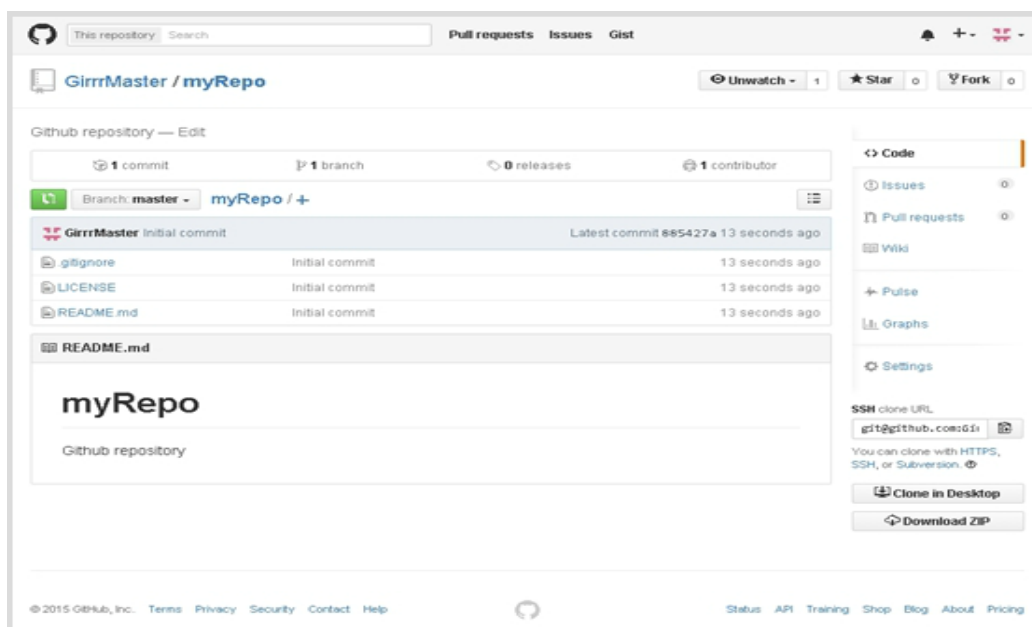 This repository Search Pull requests Issues Gist
GirrrMaster / myRepo Unwatch 1 Star 0 Fork 0
Github repository — Edit
1 commit 1 branch 0 releases 1 contributor
Branch: master myRepo / +
GirrrMaster Initial commit Latest commit 885427a 13 seconds ago
.gitignore Initial commit 13 seconds ago
LICENSE Initial commit 13 seconds ago
README.md Initial commit 13 seconds ago
README.md
myRepo
Github repository
Code
Issues 0
Pull requests 0
Wiki
Pulse
Graphs
Settings
SSH clone URL
git@github.com:Gi
You can clone with HTTPS,
SSH, or Subversion.
Clone in Desktop
Download ZIP
© 2015 GitHub, Inc. Terms Privacy Security Contact Help
Status API Training Shop Blog About Pricing